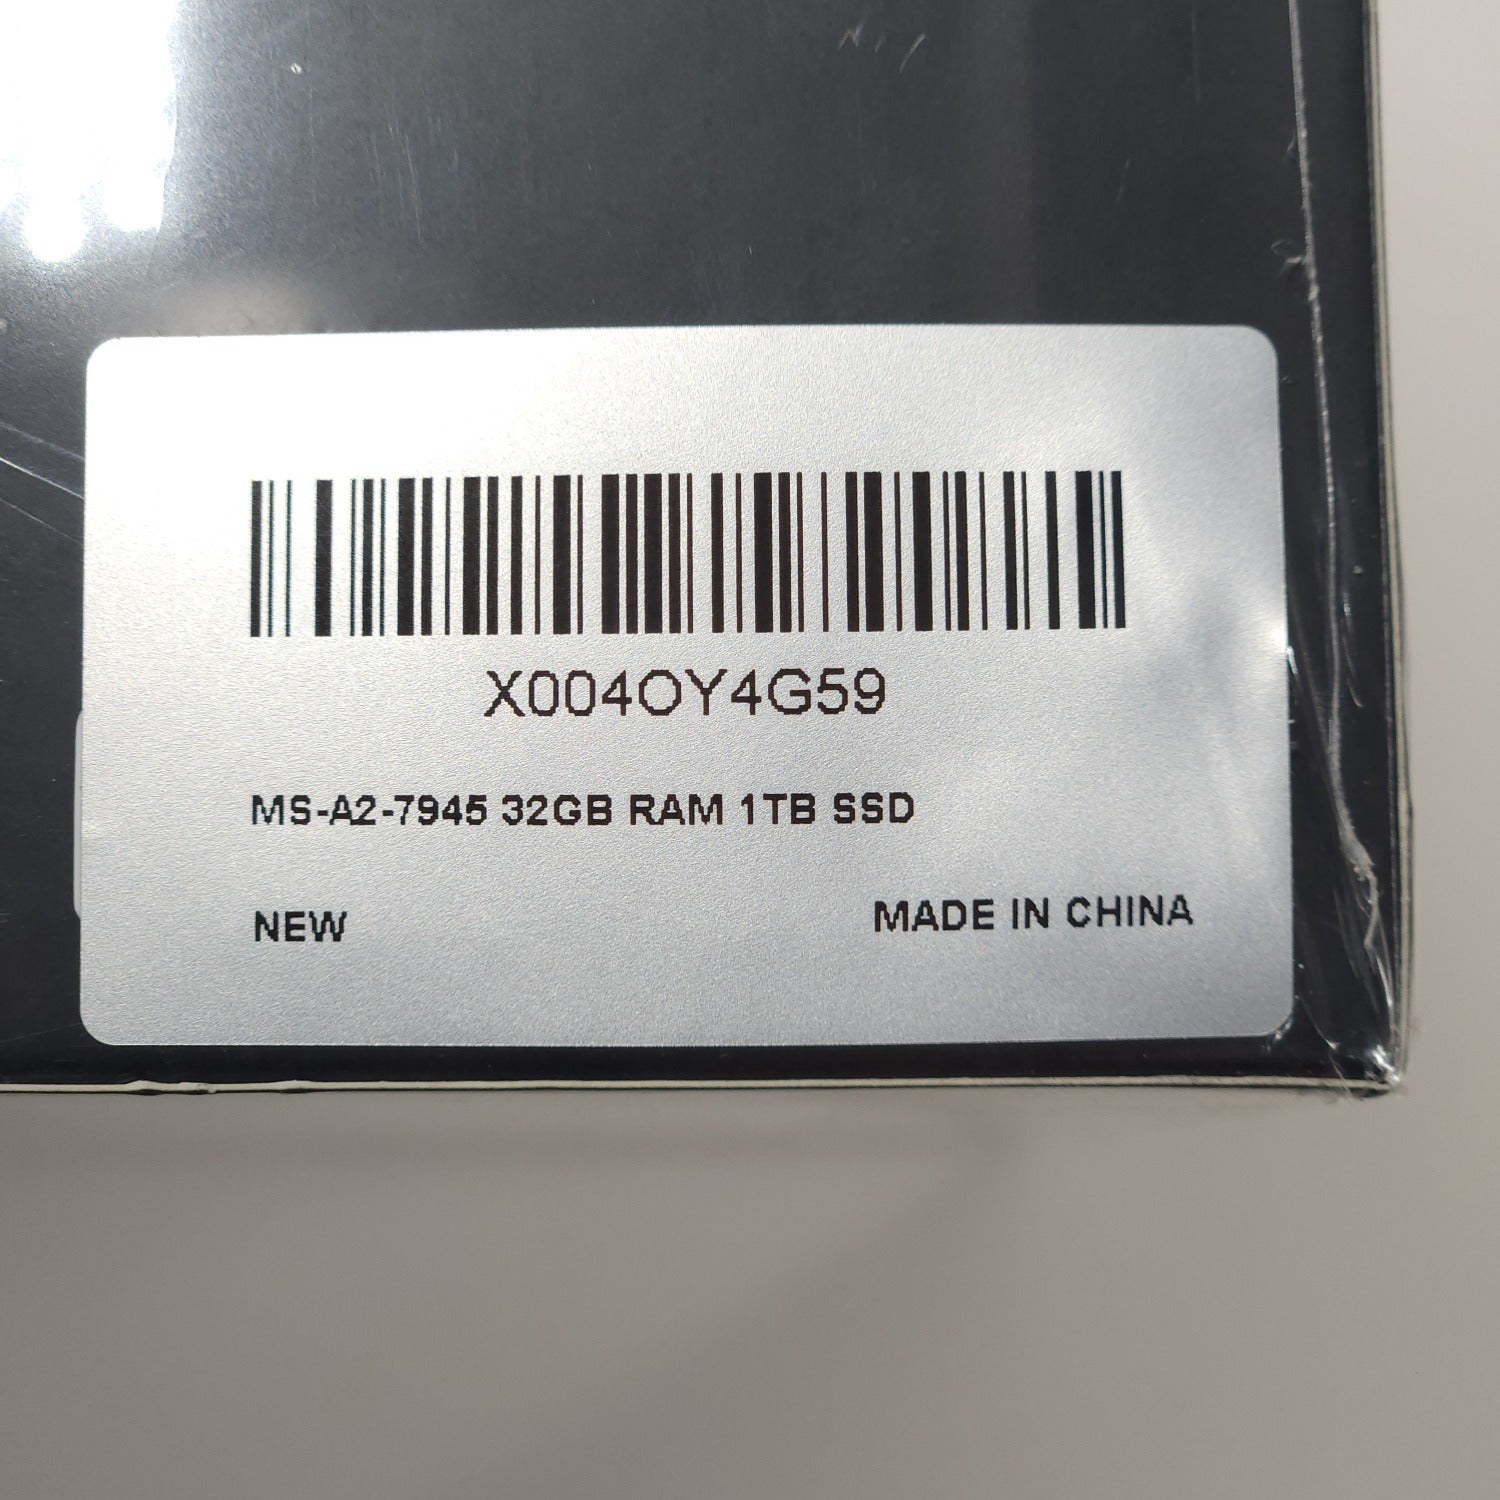 X004OY4G59
MS-A2-7945 32GB RAM 1TB SSD
NEW
MADE IN CHINA